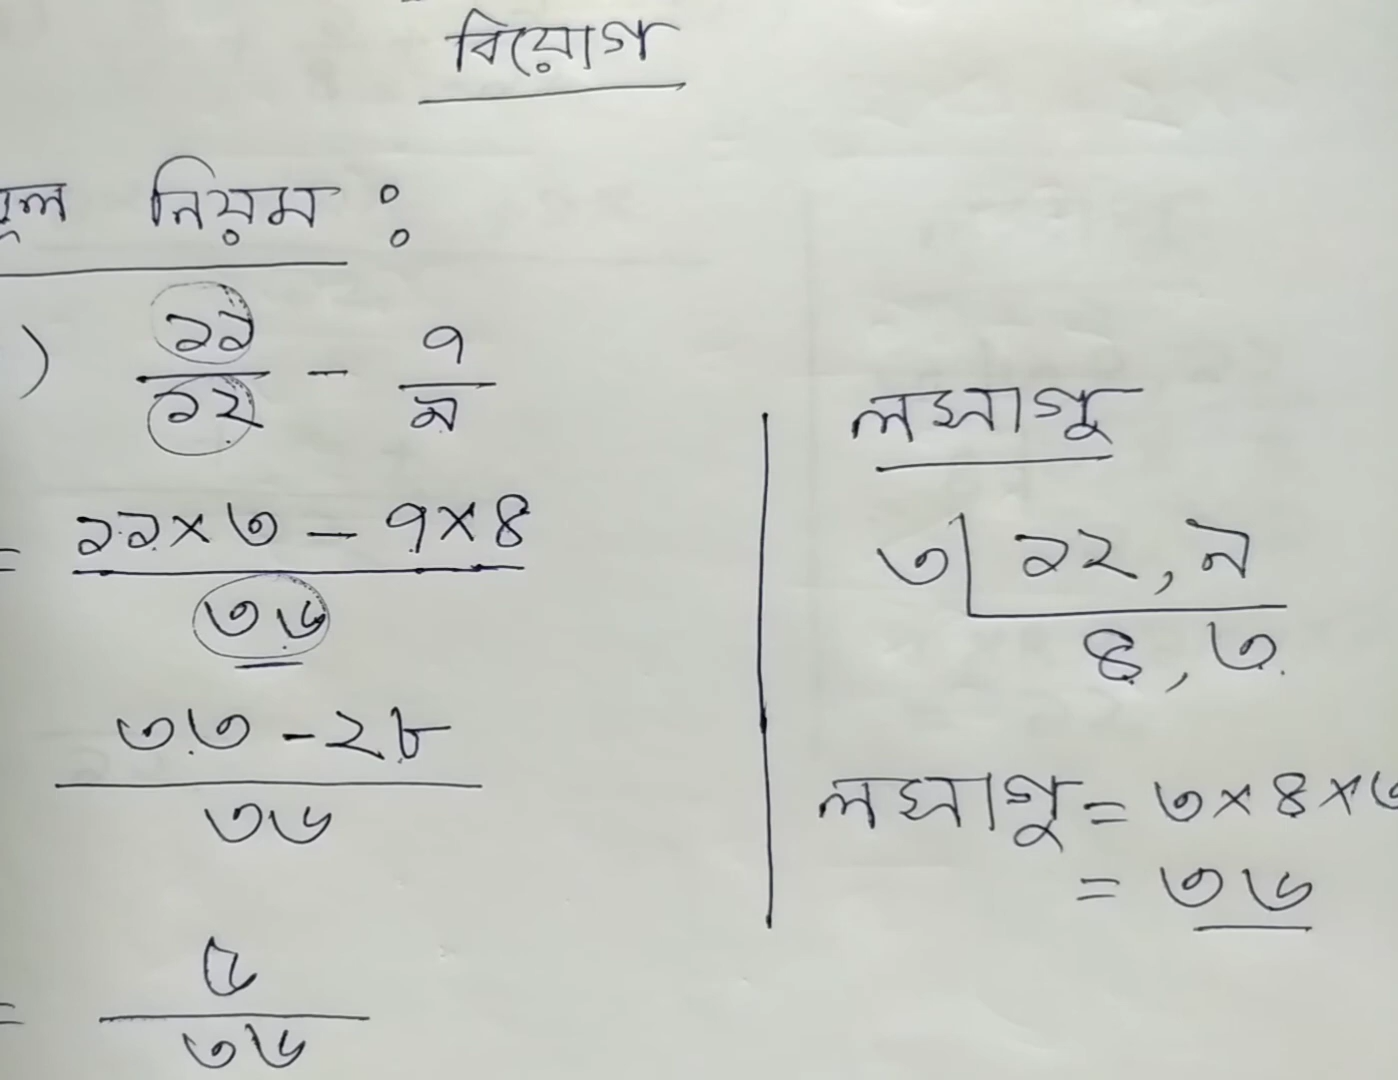 বিয়োগ
মূল নিয়ম :
) ১১/১২ - ৭/৯
= ১১×৩ - ৭×৪ / ৩৬
৩৩ - ২৮ / ৩৬
= ৫/৩৬
লসাগু
৩ | ১২, ৯
৪, ৩
লসাগু = ৩×৪×৩
= ৩৬